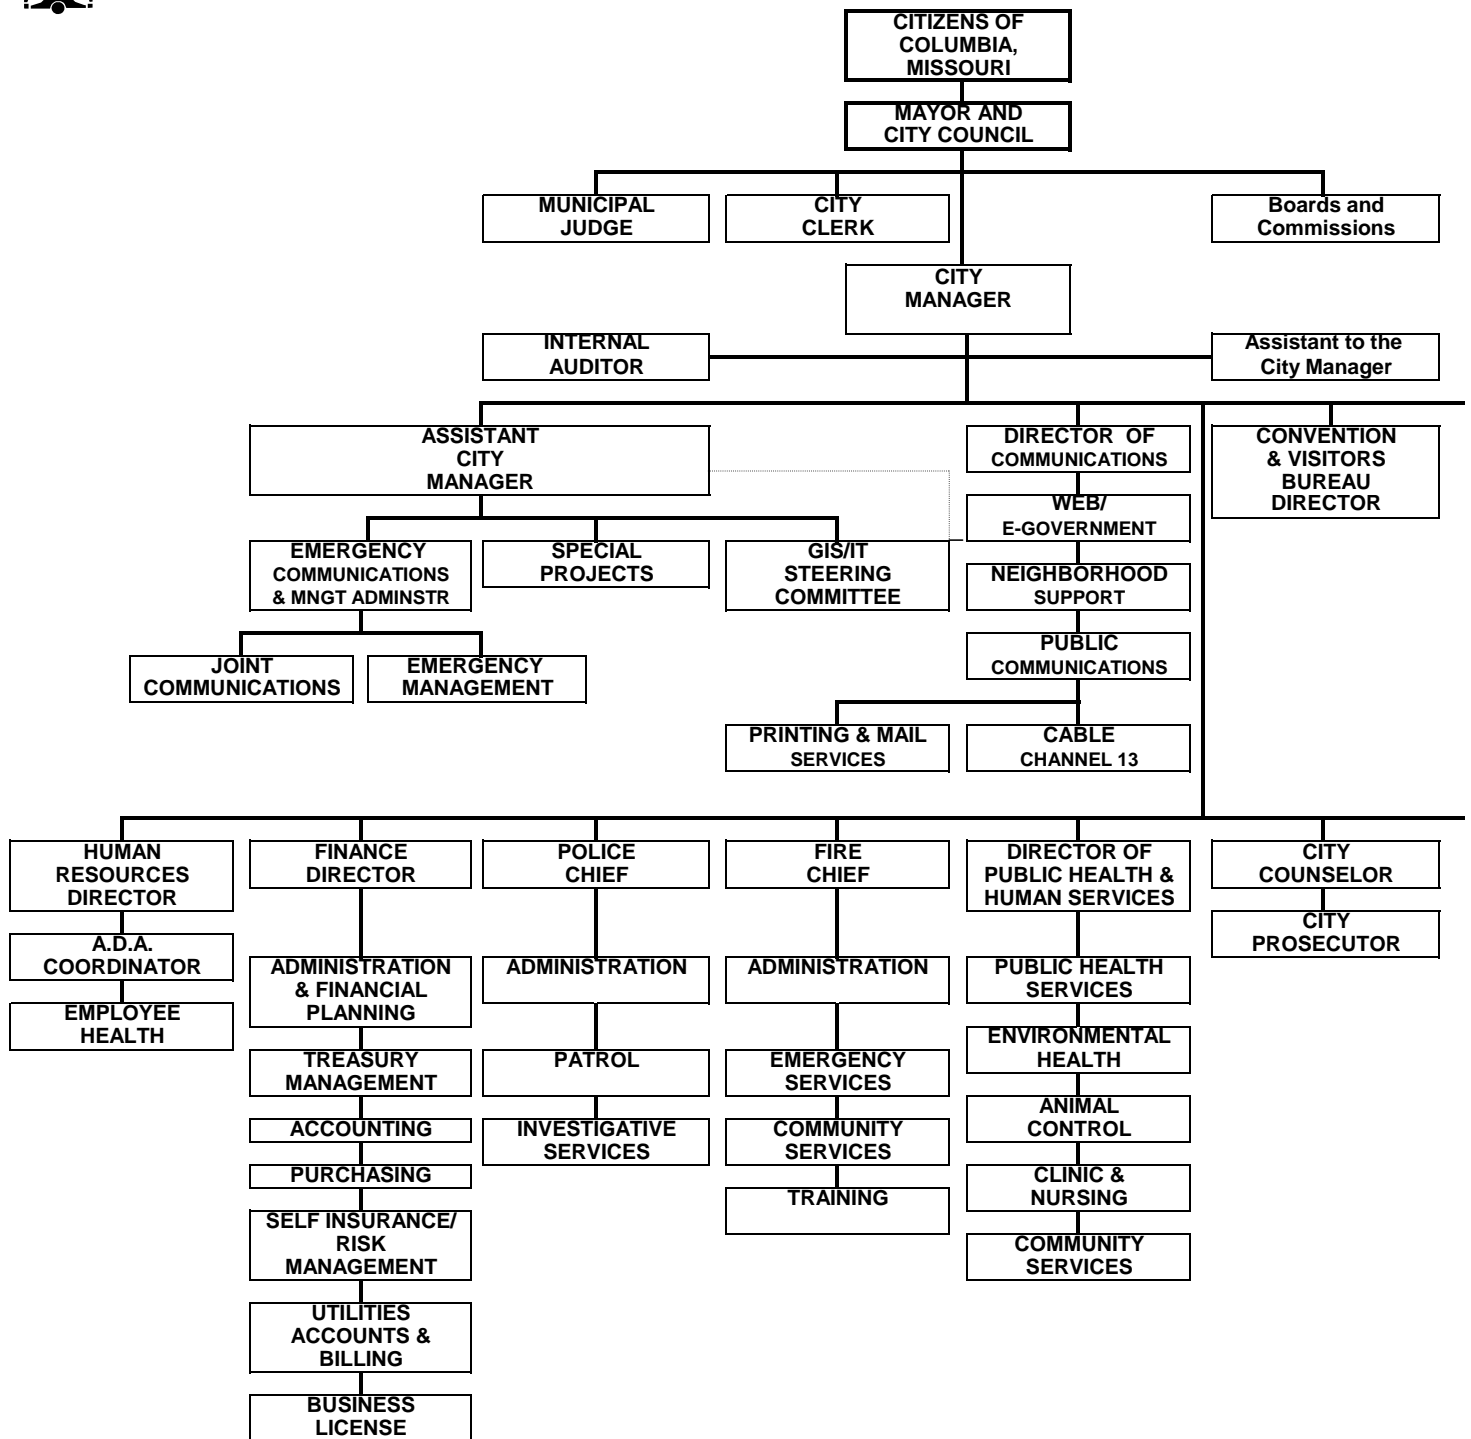 CITIZENS OF
COLUMBIA,
MISSOURI
MAYOR AND
CITY COUNCIL
MUNICIPAL
JUDGE
CITY
CLERK
Boards and
Commissions
CITY
MANAGER
INTERNAL
AUDITOR
Assistant to the
City Manager
ASSISTANT
CITY
MANAGER
DIRECTOR OF
COMMUNICATIONS
CONVENTION
& VISITORS
BUREAU
DIRECTOR
WEB/
E-GOVERNMENT
EMERGENCY
COMMUNICATIONS
& MNGT ADMINSTR
SPECIAL
PROJECTS
GIS/IT
STEERING
COMMITTEE
NEIGHBORHOOD
SUPPORT
PUBLIC
COMMUNICATIONS
JOINT
COMMUNICATIONS
EMERGENCY
MANAGEMENT
PRINTING & MAIL
SERVICES
CABLE
CHANNEL 13
HUMAN
RESOURCES
DIRECTOR
FINANCE
DIRECTOR
POLICE
CHIEF
FIRE
CHIEF
DIRECTOR OF
PUBLIC HEALTH &
HUMAN SERVICES
CITY
COUNSELOR
A.D.A.
COORDINATOR
EMPLOYEE
HEALTH
ADMINISTRATION
& FINANCIAL
PLANNING
TREASURY
MANAGEMENT
ACCOUNTING
PURCHASING
SELF INSURANCE/
RISK
MANAGEMENT
UTILITIES
ACCOUNTS &
BILLING
BUSINESS
LICENSE
ADMINISTRATION
PATROL
INVESTIGATIVE
SERVICES
ADMINISTRATION
EMERGENCY
SERVICES
COMMUNITY
SERVICES
TRAINING
PUBLIC HEALTH
SERVICES
ENVIRONMENTAL
HEALTH
ANIMAL
CONTROL
CLINIC &
NURSING
COMMUNITY
SERVICES
CITY
PROSECUTOR